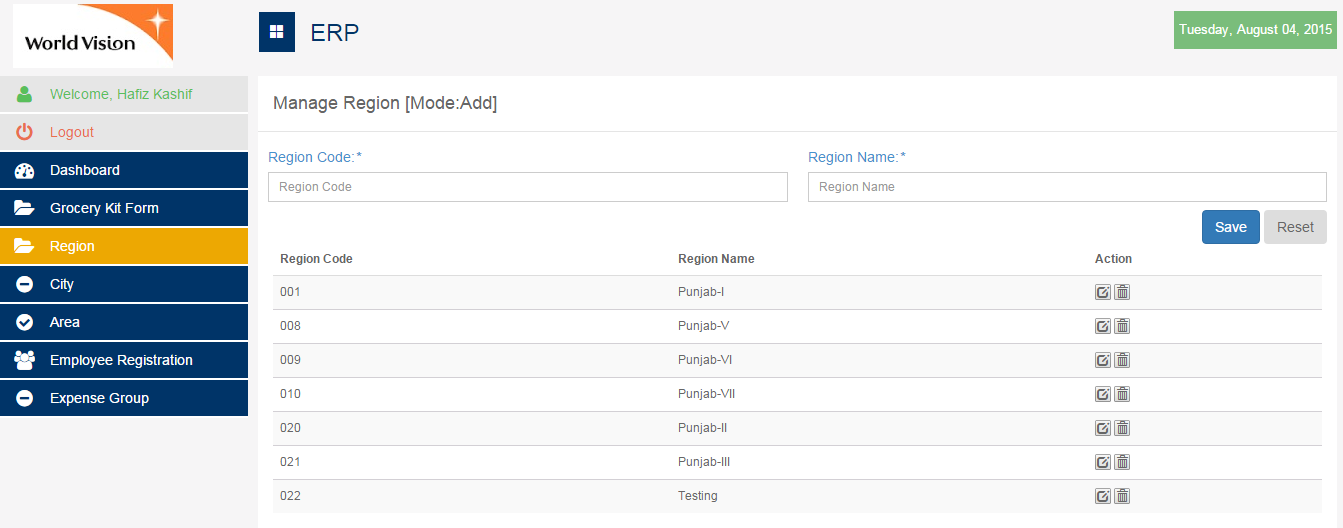 World Vision
ERP
Tuesday, August 04, 2015
Welcome, Hafiz Kashif
Logout
Dashboard
Grocery Kit Form
Region
City
Area
Employee Registration
Expense Group
Manage Region [Mode:Add]
Region Code:* Region Name:*
Region Code Region Name
Save Reset
Region Code Region Name Action
001 Punjab-I
008 Punjab-V
009 Punjab-VI
010 Punjab-VII
020 Punjab-II
021 Punjab-III
022 Testing